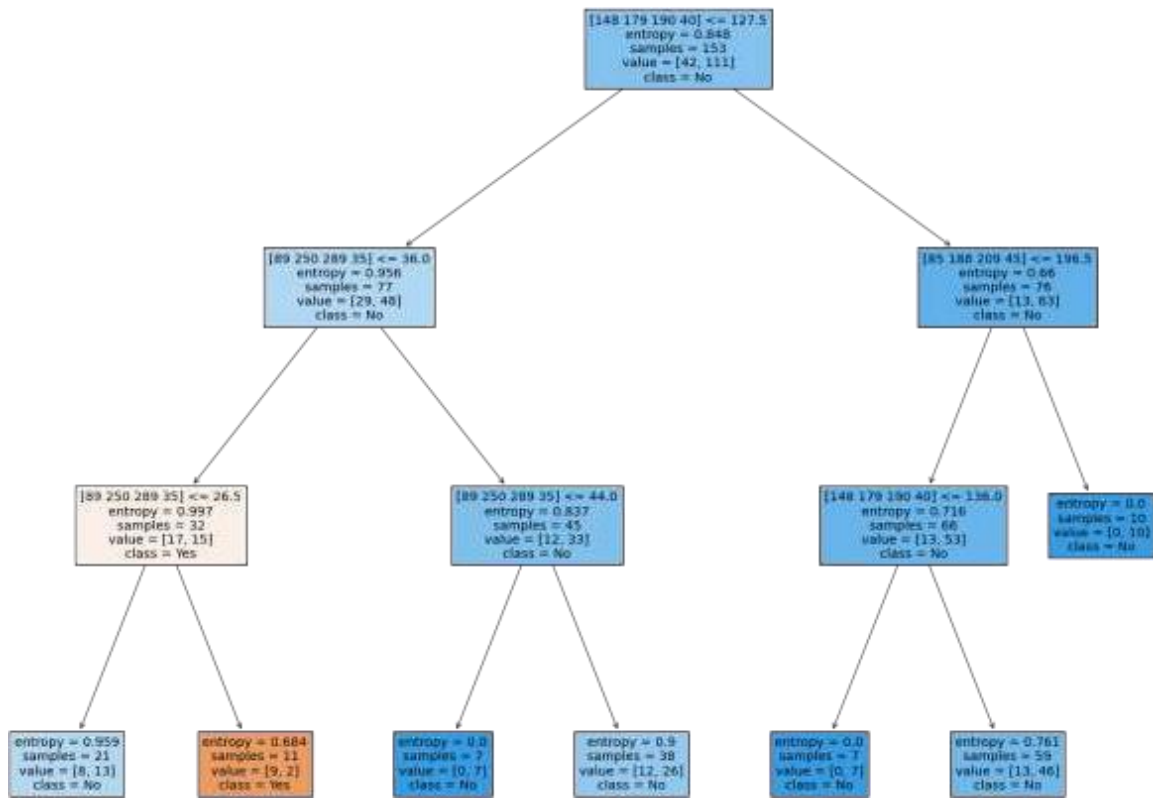 [148 179 190 40] <= 127.5
entropy = 0.848
samples = 153
value = [42, 111]
class = No
[89 250 289 35] <= 36.0
entropy = 0.956
samples = 77
value = [29, 48]
class = No
[85 188 209 45] <= 196.5
entropy = 0.66
samples = 76
value = [13, 63]
class = No
[89 250 289 35] <= 26.5
entropy = 0.997
samples = 32
value = [17, 15]
class = Yes
[89 250 289 35] <= 44.0
entropy = 0.837
samples = 45
value = [12, 33]
class = No
[148 179 190 40] <= 136.0
entropy = 0.716
samples = 66
value = [13, 53]
class = No
entropy = 0.0
samples = 10
value = [0, 10]
class = No
entropy = 0.959
samples = 21
value = [8, 13]
class = No
entropy = 0.684
samples = 11
value = [9, 2]
class = Yes
entropy = 0.0
samples = 7
value = [0, 7]
class = No
entropy = 0.9
samples = 38
value = [12, 26]
class = No
entropy = 0.0
samples = 7
value = [0, 7]
class = No
entropy = 0.761
samples = 59
value = [13, 46]
class = No